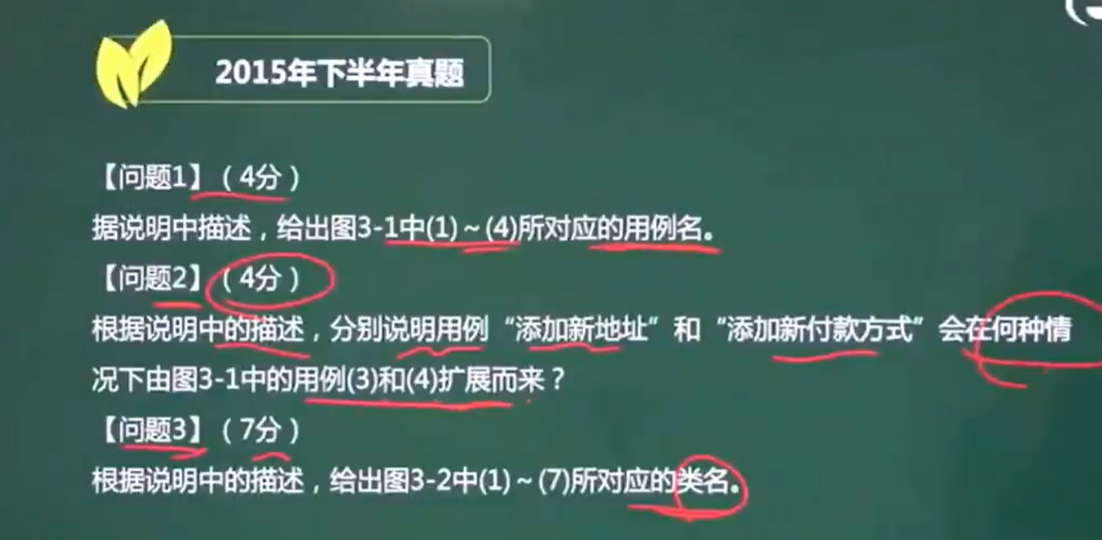 2015年下半年真题
【问题1】（4分）
据说明中描述，给出图3-1中(1)～(4)所对应的用例名。
【问题2】（4分）
根据说明中的描述，分别说明用例“添加新地址”和“添加新付款方式”会在何种情
况下由图3-1中的用例(3)和(4)扩展而来？
【问题3】（7分）
根据说明中的描述，给出图3-2中(1)～(7)所对应的类名。